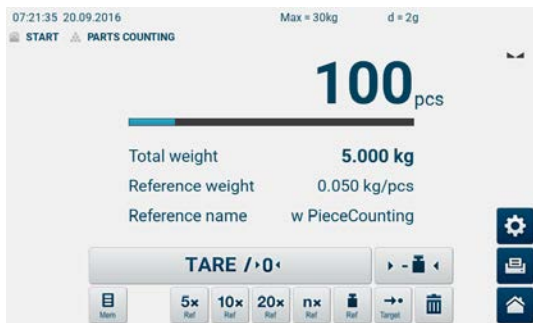 07:21:35 20.09.2016 Max = 30kg d = 2g
START PARTS COUNTING
100 pcs
Total weight 5.000 kg
Reference weight 0.050 kg/pcs
Reference name w PieceCounting
TARE /→0← -
Mem 5x Ref 10x Ref 20x Ref nx Ref Ref Target